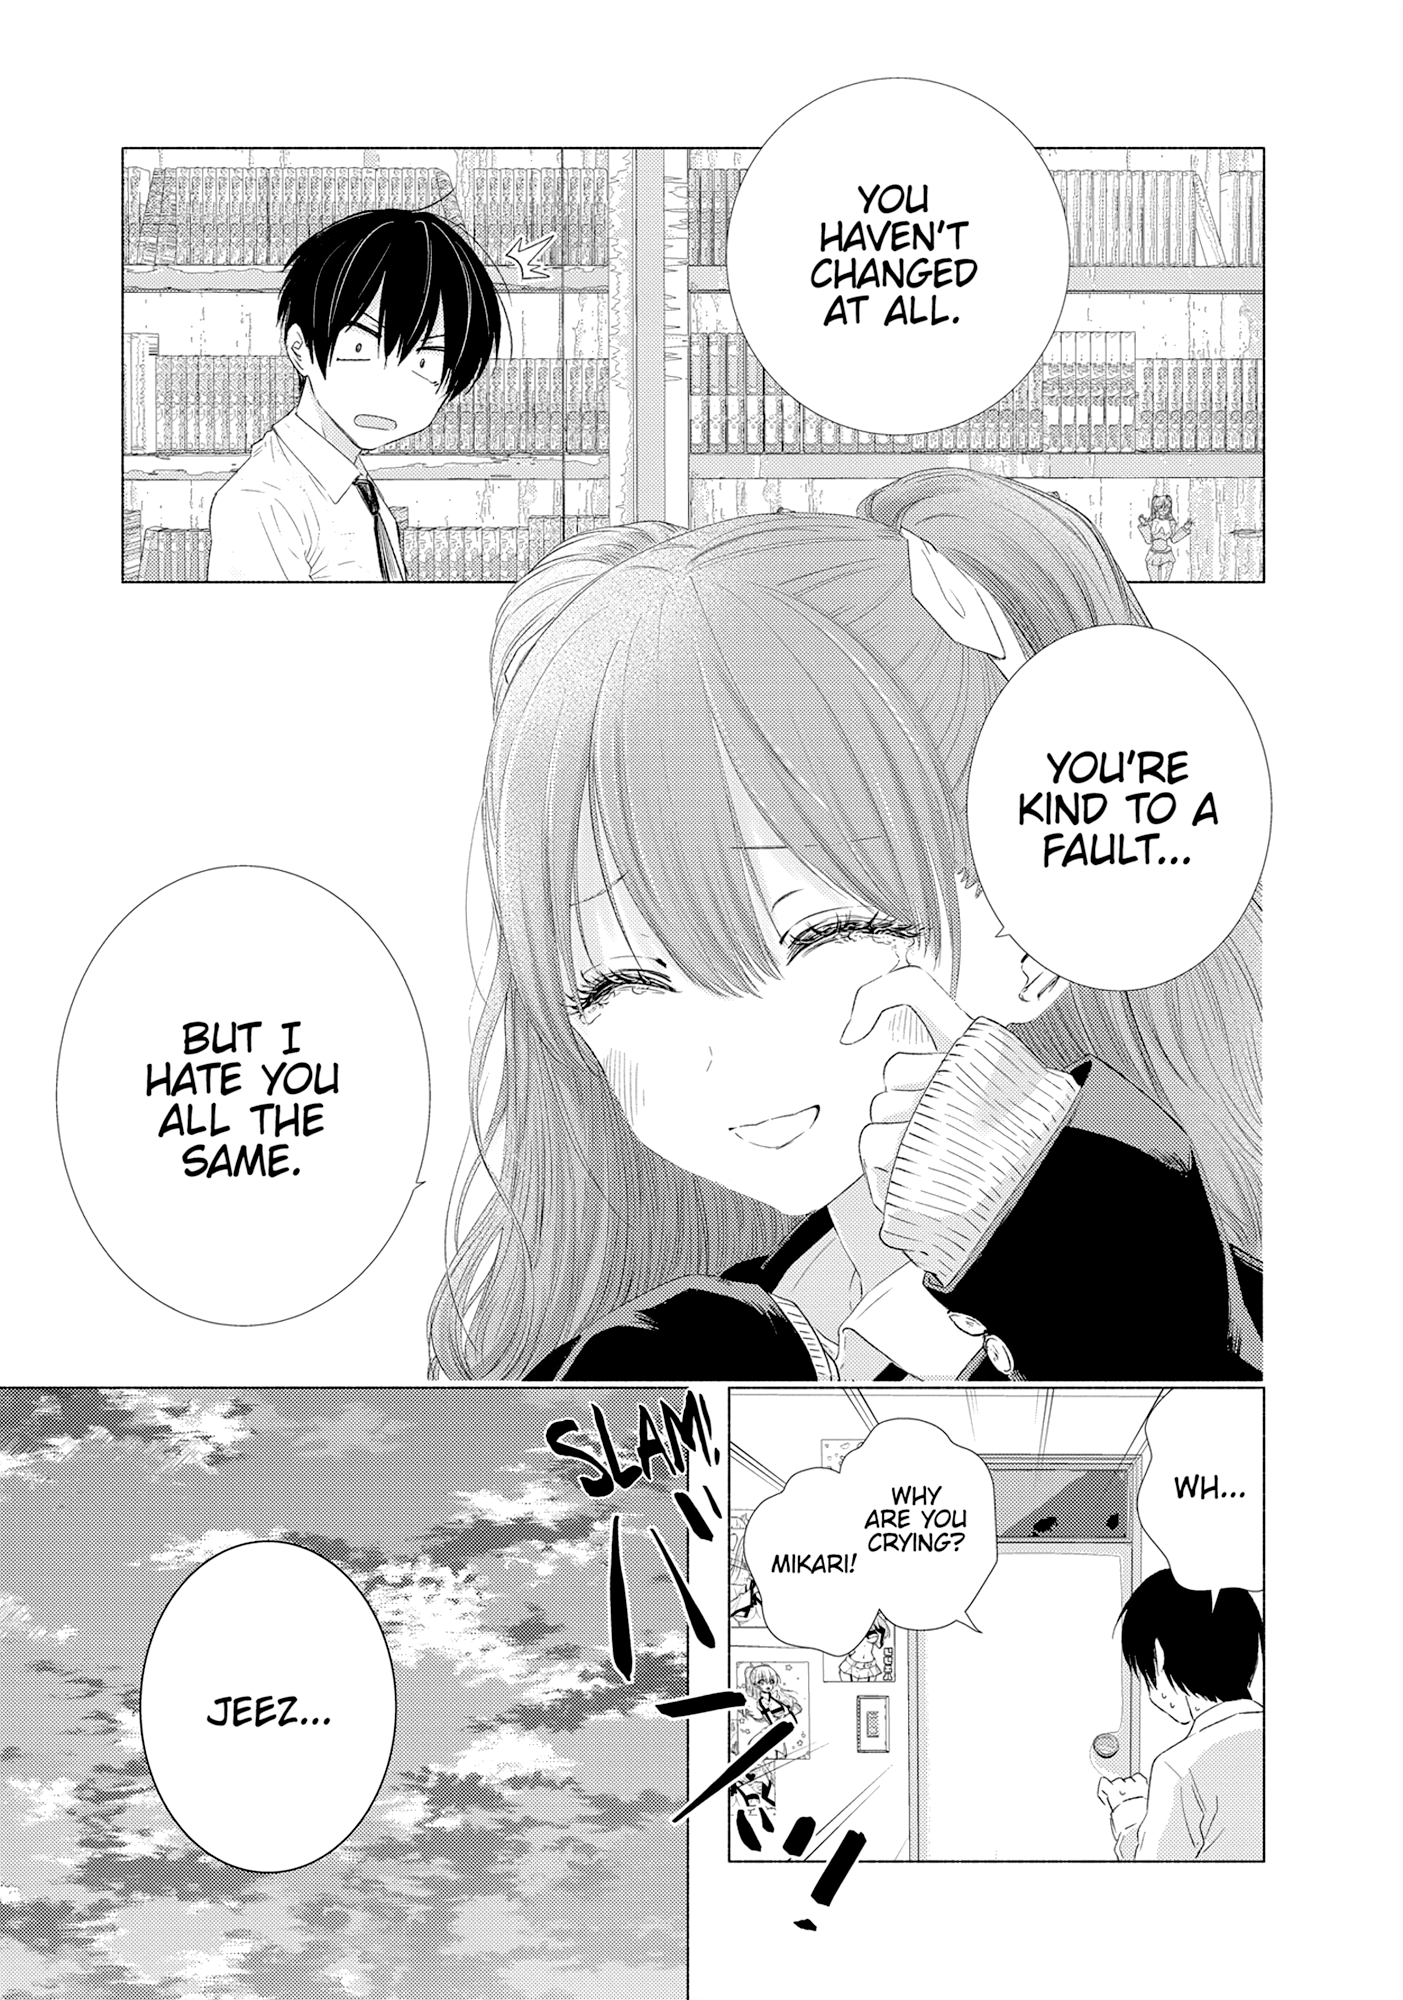 YOU
HAVEN'T
CHANGED
AT ALL.
YOU'RE
KIND TO A
FAULT...
BUT I
HATE YOU
ALL THE
SAME.
WH...
WHY
ARE YOU
CRYING?
MIKARI!
SLAM!
JEEZ...